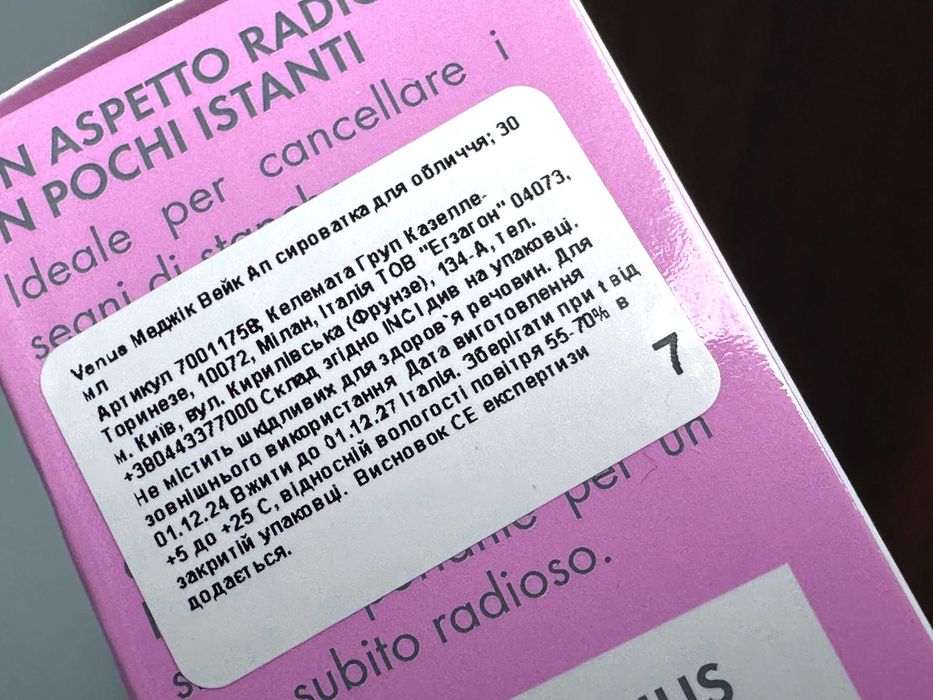 N ASPETTO RADIO
N POCHI ISTANTI
Ideale per cancellare i
segni di
Venus Меджік Вейк Ап сироватка для обличчя; 30
мл
Артикул 70011758; Келемата Груп Казелле-
Торинезе, 10072, Мілан, Італія ТОВ "Егзагон" 04073,
м. Київ, вул. Кирилівська (Фрунзе), 134-А, тел.
+380443377000 Склад згідно INCI див на упаковці.
Не містить шкідливих для здоров`я речовин. Для
зовнішнього використання Дата виготовлення
01.12.24 Вжити до 01.12.27 Італія. Зберігати при t від
+5 до +25 С, відносній вологості повітря 55-70% в
закритій упаковці. Висновок СЕ експертизи
додається.
7
per un
subito radioso.